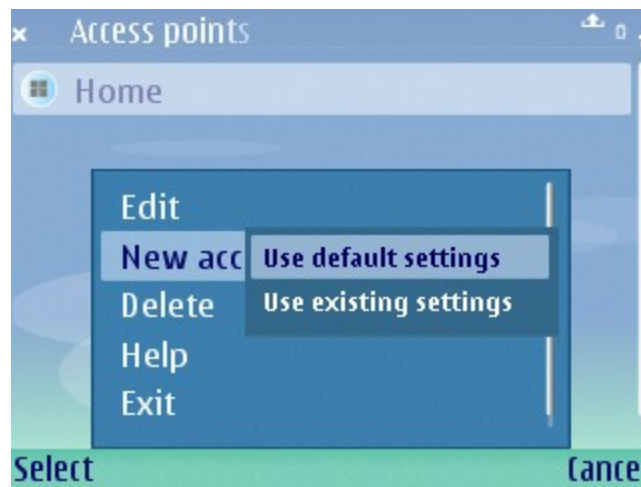 Access points
Home
Edit
New acc
Use default settings
Delete
Use existing settings
Help
Exit
Select
Cance